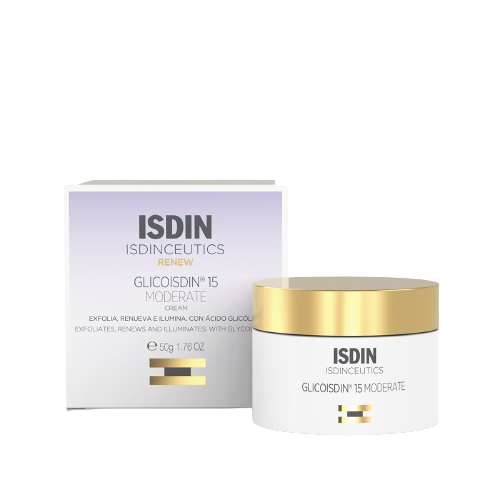 ISDIN
ISDINCEUTICS
RENEW
GLICOISDIN® 15
MODERATE
CREAM
EXFOLIA, RENUEVA E ILUMINA, CON ÁCIDO
EXFOLIATES, RENEWS AND ILLUMINATES, WITH
℮ 50g 1.76 OZ
ISDIN
ISDINCEUTICS
GLICOISDIN® 15 MODERATE